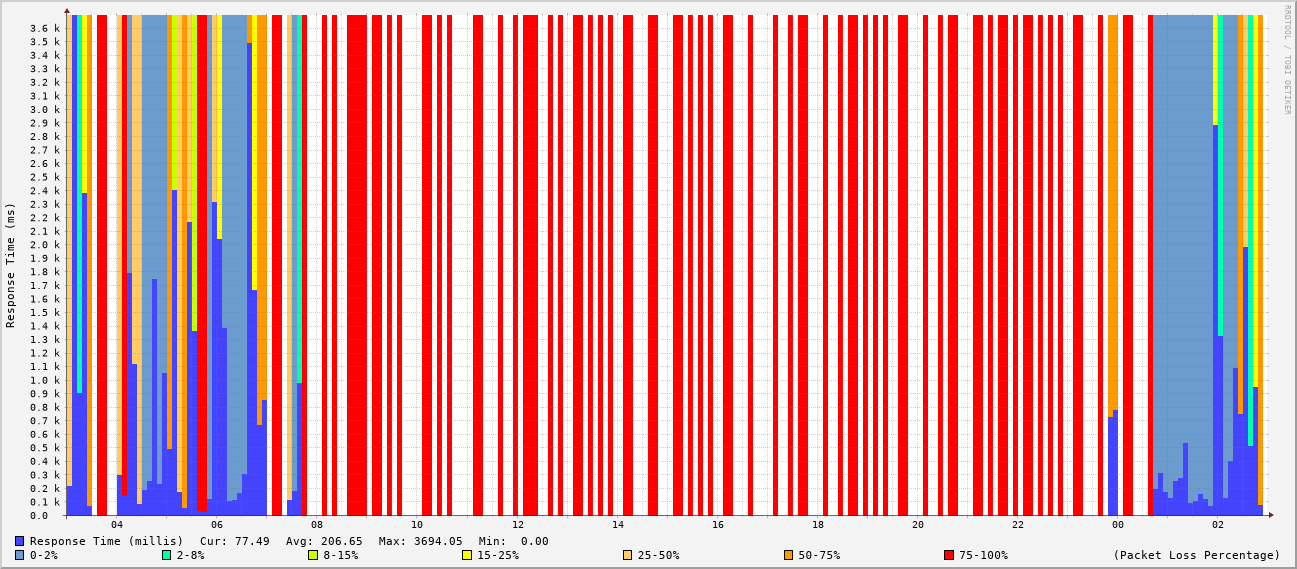 3.6 k
3.5 k
3.4 k
3.3 k
3.2 k
3.1 k
3.0 k
2.9 k
2.8 k
2.7 k
2.6 k
2.5 k
2.4 k
2.3 k
2.2 k
2.1 k
2.0 k
1.9 k
1.8 k
1.7 k
1.6 k
1.5 k
1.4 k
1.3 k
1.2 k
1.1 k
1.0 k
0.9 k
0.8 k
0.7 k
0.6 k
0.5 k
0.4 k
0.3 k
0.2 k
0.1 k
0.0
Response Time (ms)
RRDTOOL / TOBI OETIKER
04 06 08 10 12 14 16 18 20 22 00 02
Response Time (millis) Cur: 77.49 Avg: 206.65 Max: 3694.05 Min: 0.00
0-2% 2-8% 8-15% 15-25% 25-50% 50-75% 75-100% (Packet Loss Percentage)